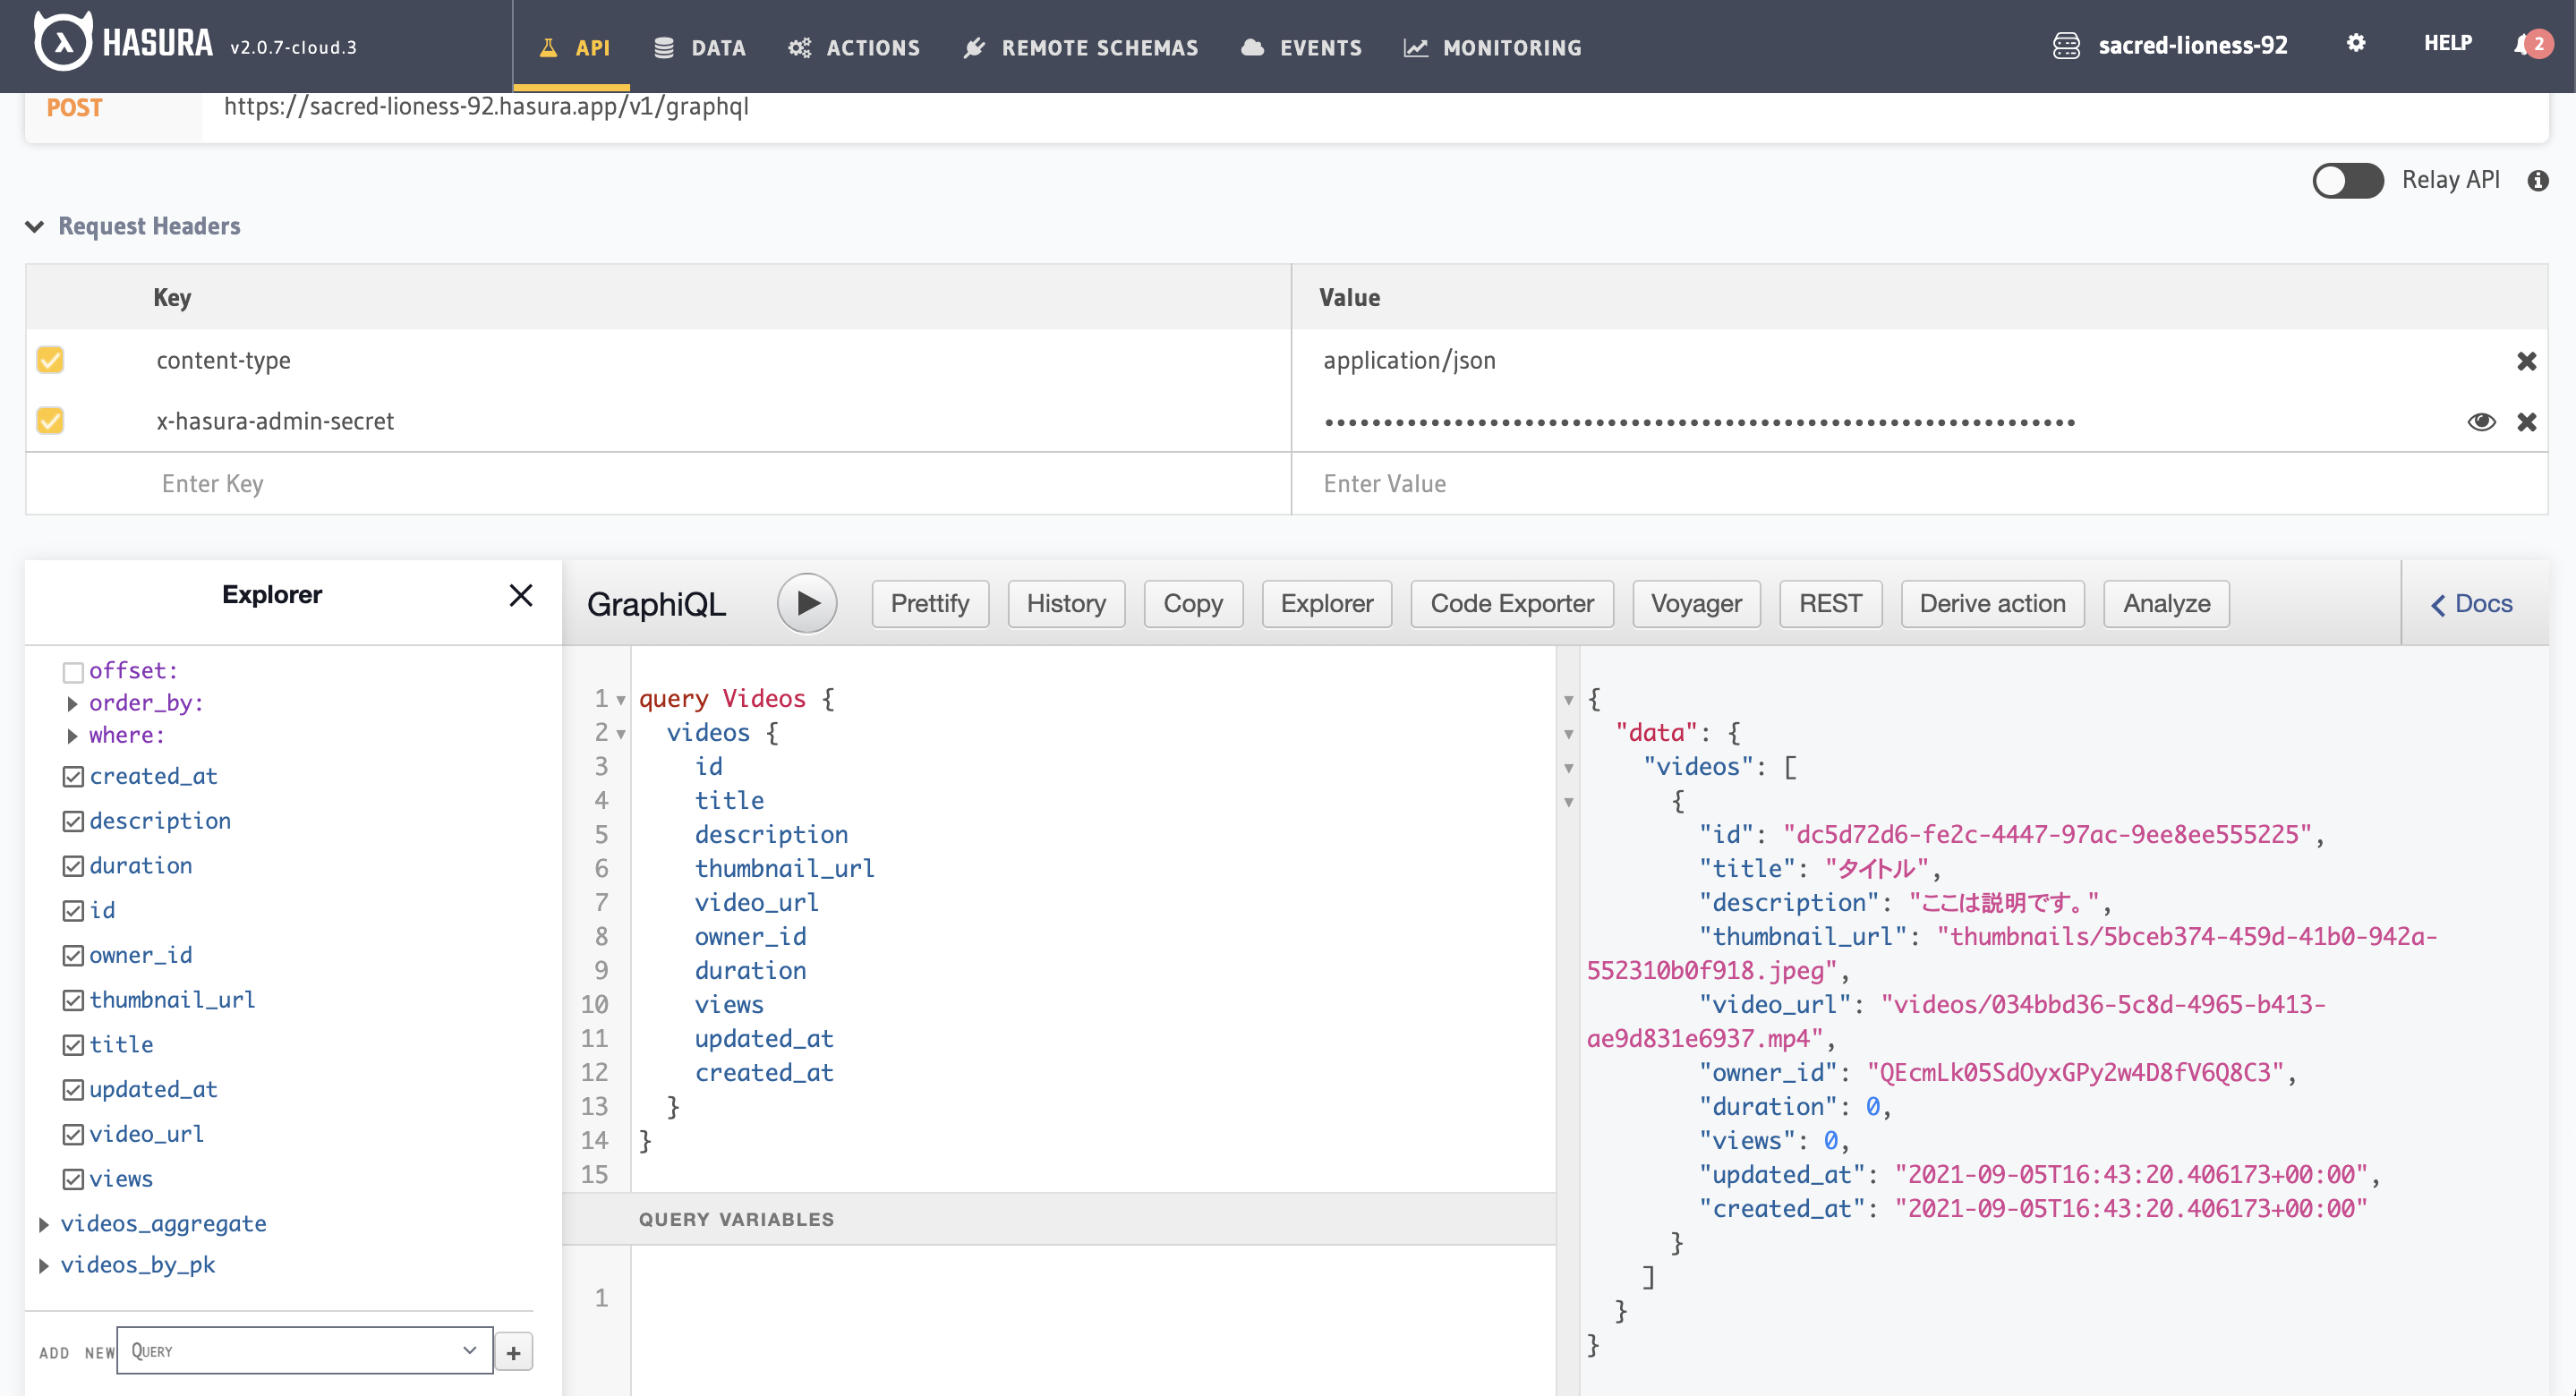 HASURA v2.0.7-cloud.3
API DATA ACTIONS REMOTE SCHEMAS EVENTS MONITORING
sacred-lioness-92 HELP 2
POST https://sacred-lioness-92.hasura.app/v1/graphql
Relay API
Request Headers
Key Value
content-type application/json
x-hasura-admin-secret ••••••••••••••••••••••••••••••••••••••••••••••••••••••••••••••••
Enter Key Enter Value
Explorer
offset:
order_by:
where:
created_at
description
duration
id
owner_id
thumbnail_url
title
updated_at
video_url
views
videos_aggregate
videos_by_pk
ADD NEW QUERY +
GraphiQL Prettify History Copy Explorer Code Exporter Voyager REST Derive action Analyze Docs
1 query Videos {
2 videos {
3 id
4 title
5 description
6 thumbnail_url
7 video_url
8 owner_id
9 duration
10 views
11 updated_at
12 created_at
13 }
14 }
15
QUERY VARIABLES
1
{
"data": {
"videos": [
{
"id": "dc5d72d6-fe2c-4447-97ac-9ee8ee555225",
"title": "タイトル",
"description": "ここは説明です。",
"thumbnail_url": "thumbnails/5bceb374-459d-41b0-942a-
552310b0f918.jpeg",
"video_url": "videos/034bbd36-5c8d-4965-b413-
ae9d831e6937.mp4",
"owner_id": "QEcmLk05SdOyxGPy2w4D8fV6Q8C3",
"duration": 0,
"views": 0,
"updated_at": "2021-09-05T16:43:20.406173+00:00",
"created_at": "2021-09-05T16:43:20.406173+00:00"
}
]
}
}